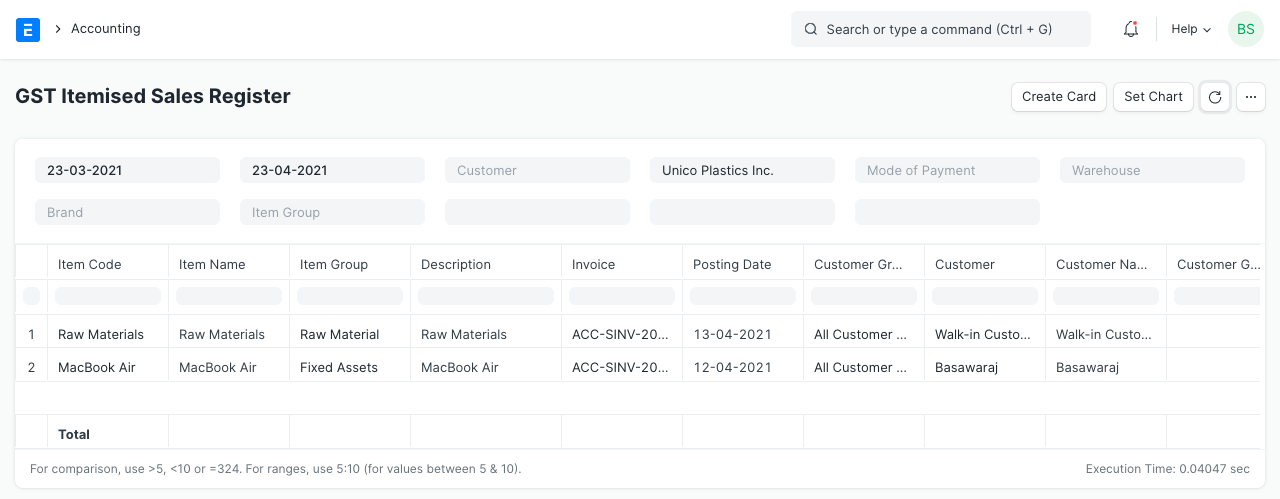 E > Accounting Search or type a command (Ctrl + G) Help BS
GST Itemised Sales Register Create Card Set Chart ...
23-03-2021 23-04-2021 Customer Unico Plastics Inc. Mode of Payment Warehouse
Brand Item Group
Item Code Item Name Item Group Description Invoice Posting Date Customer Gr... Customer Customer Na... Customer G...
1 Raw Materials Raw Materials Raw Material Raw Materials ACC-SINV-20... 13-04-2021 All Customer ... Walk-in Custo... Walk-in Custo...
2 MacBook Air MacBook Air Fixed Assets MacBook Air ACC-SINV-20... 12-04-2021 All Customer ... Basawaraj Basawaraj
Total
For comparison, use >5, <10 or =324. For ranges, use 5:10 (for values between 5 & 10). Execution Time: 0.04047 sec